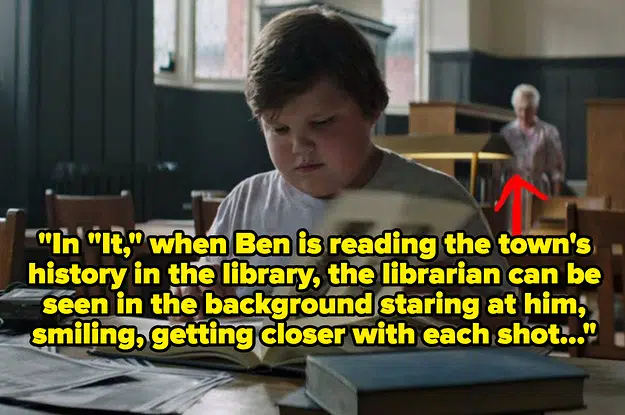 "In "It," when Ben is reading the town's
history in the library, the librarian can be
seen in the background staring at him,
smiling, getting closer with each shot..."